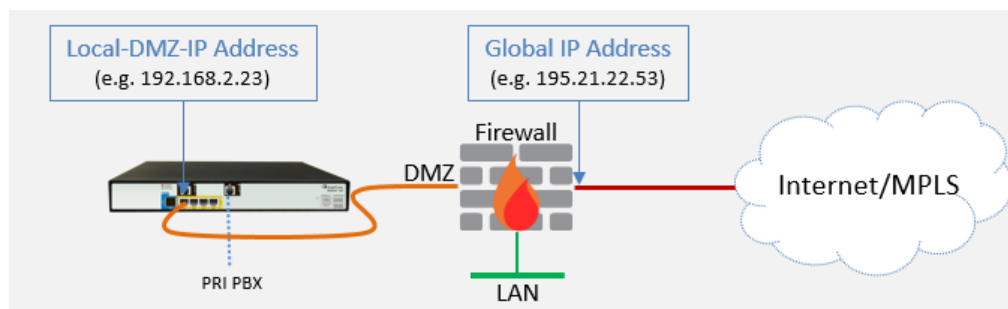 Local-DMZ-IP Address
(e.g. 192.168.2.23)
Global IP Address
(e.g. 195.21.22.53)
Firewall
DMZ
Internet/MPLS
PRI PBX
LAN